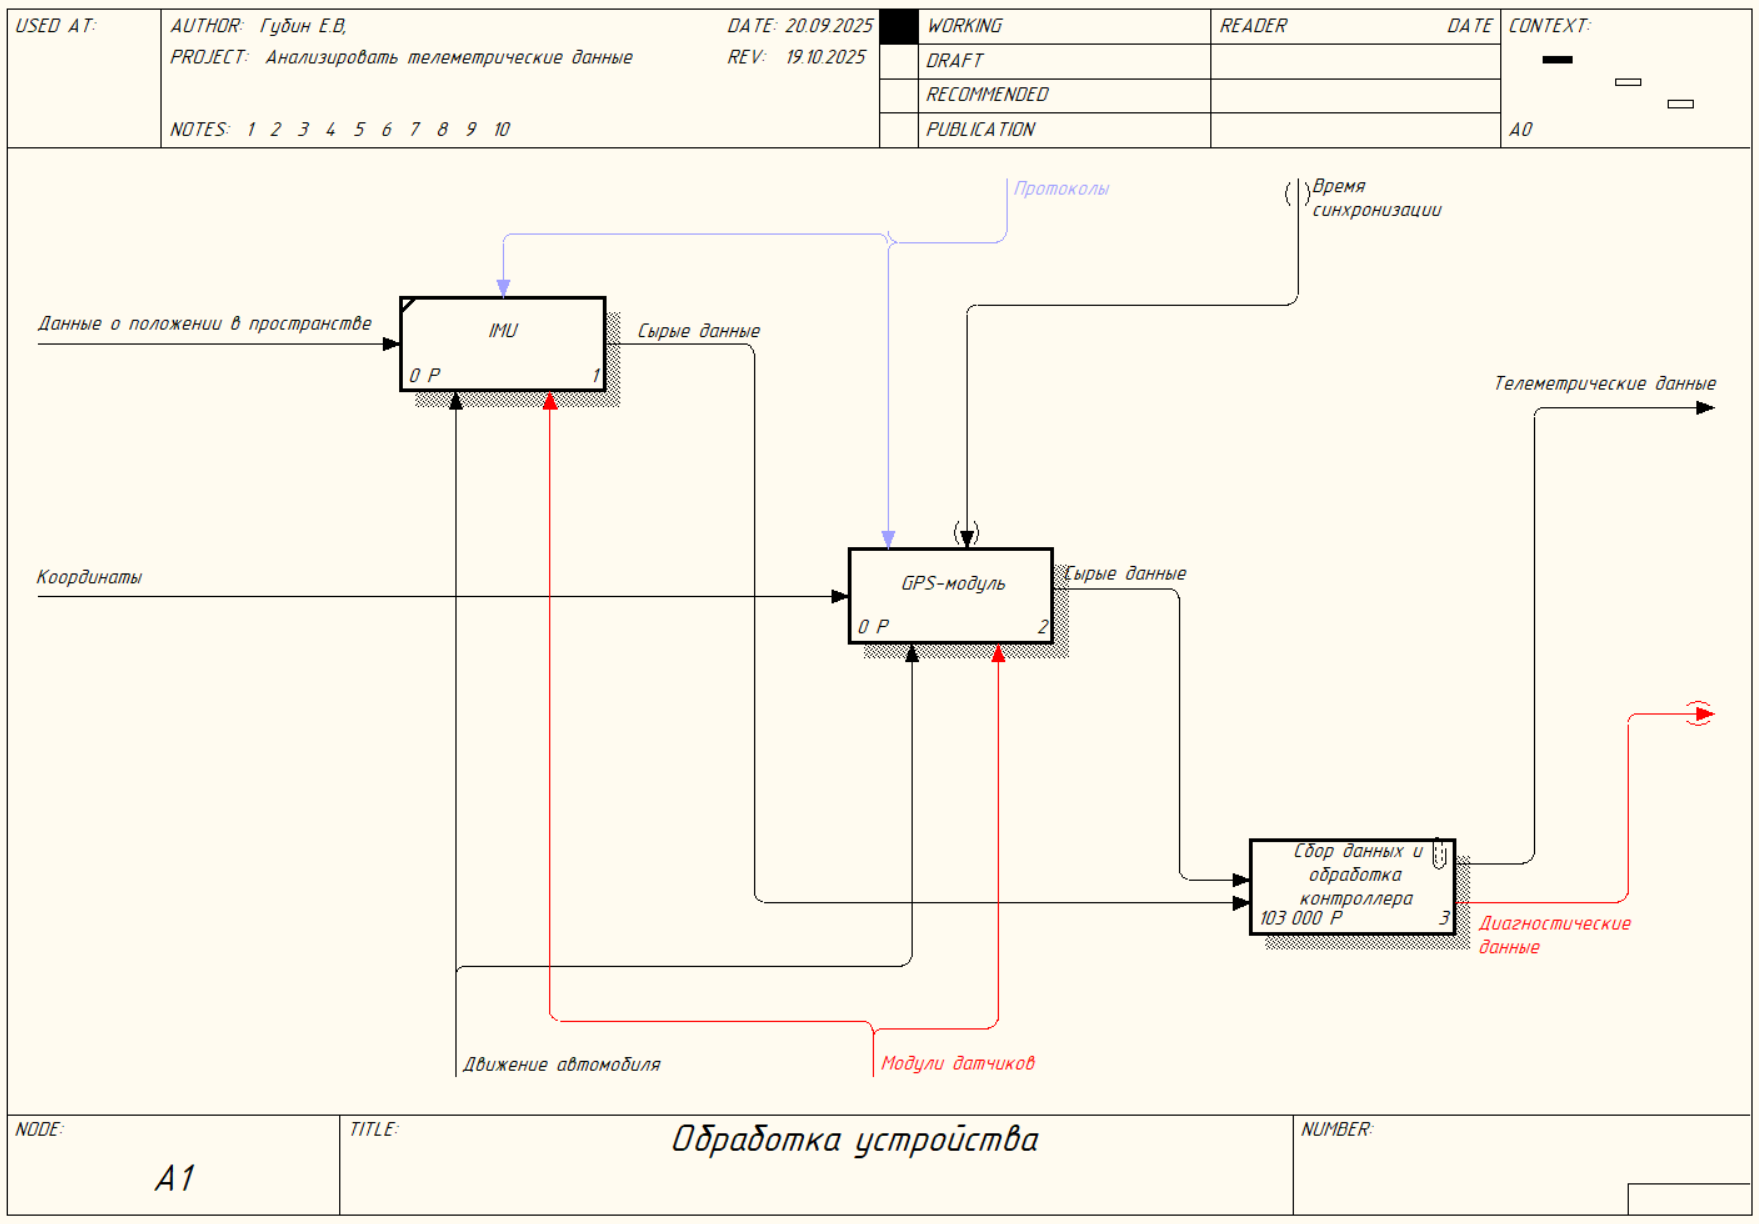 USED AT:
AUTHOR: Губин Е.В,
DATE: 20.09.2025
PROJECT: Анализировать телеметрические данные
REV: 19.10.2025
NOTES: 1 2 3 4 5 6 7 8 9 10
WORKING
DRAFT
RECOMMENDED
PUBLICATION
READER DATE
CONTEXT:
A0
Протоколы
Время
синхронизации
Данные о положении в пространстве
IMU
0 Р 1
Сырые данные
Телеметрические данные
Координаты
GPS-модуль
0 Р 2
Сырые данные
Сбор данных и
обработка
контроллера
103 000 Р 3
Диагностические
данные
Движение автомобиля
Модули датчиков
NODE:
A1
TITLE:
Обработка устройства
NUMBER: